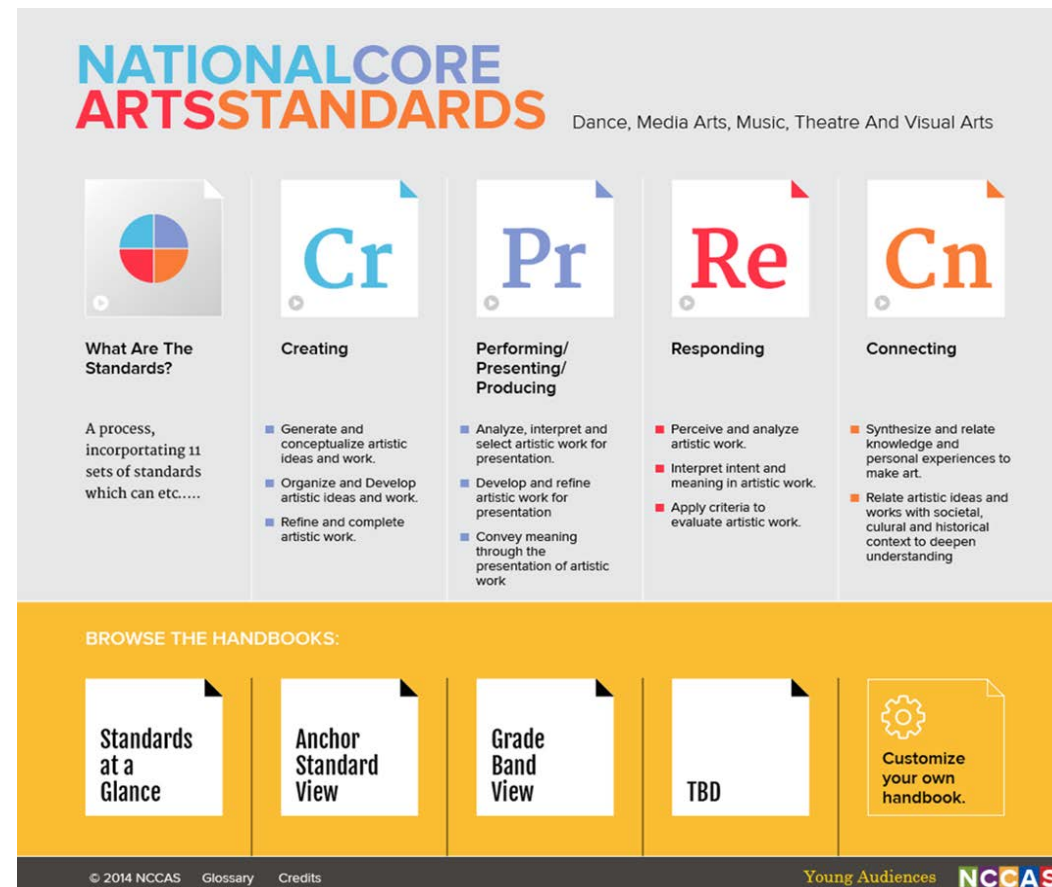 NATIONALCORE
ARTSSTANDARDS
Dance, Media Arts, Music, Theatre And Visual Arts
What Are The
Standards?
A process,
incorportating 11
sets of standards
which can etc.....
Cr
Creating
Generate and
conceptualize artistic
ideas and work.
Organize and Develop
artistic ideas and work.
Refine and complete
artistic work.
Pr
Performing/
Presenting/
Producing
Analyze, interpret and
select artistic work for
presentation.
Develop and refine
artistic work for
presentation
Convey meaning
through the
presentation of artistic
work
Re
Responding
Perceive and analyze
artistic work.
Interpret intent and
meaning in artistic work.
Apply criteria to
evaluate artistic work.
Cn
Connecting
Synthesize and relate
knowledge and
personal experiences to
make art.
Relate artistic ideas and
works with societal,
culural and historical
context to deepen
understanding
BROWSE THE HANDBOOKS:
Standards
at a
Glance
Anchor
Standard
View
Grade
Band
View
TBD
Customize
your own
handbook.
© 2014 NCCAS Glossary Credits
Young Audiences NCCAS